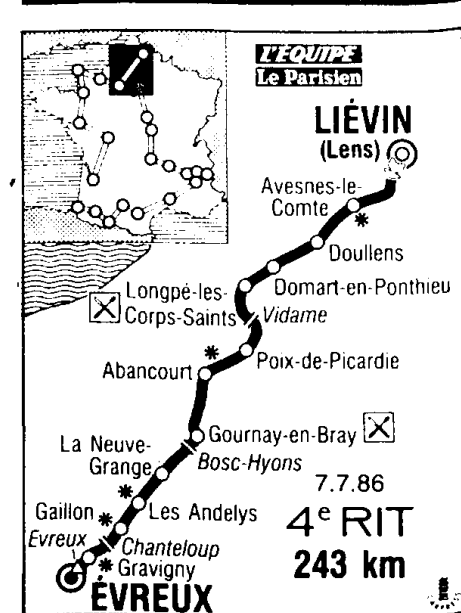 L'ÉQUIPE
Le Parisien
LIÉVIN
(Lens)
Avesnes-le-
Comte
Doullens
Domart-en-Ponthieu
Longpé-les-
Corps-Saints
Vidame
Poix-de-Picardie
Abancourt
Gournay-en-Bray
Bosc-Hyons
La Neuve-
Grange
7.7.86
Les Andelys
Gaillon
4e RIT
Evreux
Chanteloup
243 km
Gravigny
ÉVREUX